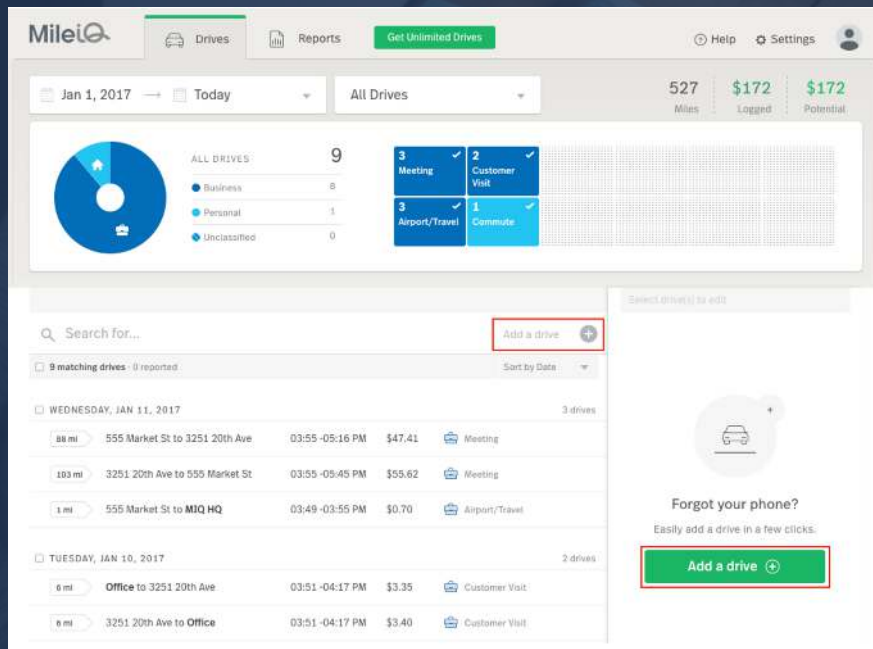 MileIQ
Drives
Reports
Get Unlimited Drives
Help
Settings
Jan 1, 2017 → Today
All Drives
527
Miles
$172
Logged
$172
Potential
ALL DRIVES 9
Business 8
Personal 1
Unclassified 0
3
Meeting
2
Customer
Visit
3
Airport/Travel
1
Commute
Select drive(s) to edit
Search for...
Add a drive
9 matching drives · 0 reported
Sort by Date
WEDNESDAY, JAN 11, 2017 3 drives
88 mi 555 Market St to 3251 20th Ave 03:55 -05:16 PM $47.41 Meeting
103 mi 3251 20th Ave to 555 Market St 03:55 -05:45 PM $55.62 Meeting
1 mi 555 Market St to MIQ HQ 03:49 -03:55 PM $0.70 Airport/Travel
TUESDAY, JAN 10, 2017 2 drives
6 mi Office to 3251 20th Ave 03:51 -04:17 PM $3.35 Customer Visit
6 mi 3251 20th Ave to Office 03:51 -04:17 PM $3.40 Customer Visit
Forgot your phone?
Easily add a drive in a few clicks.
Add a drive